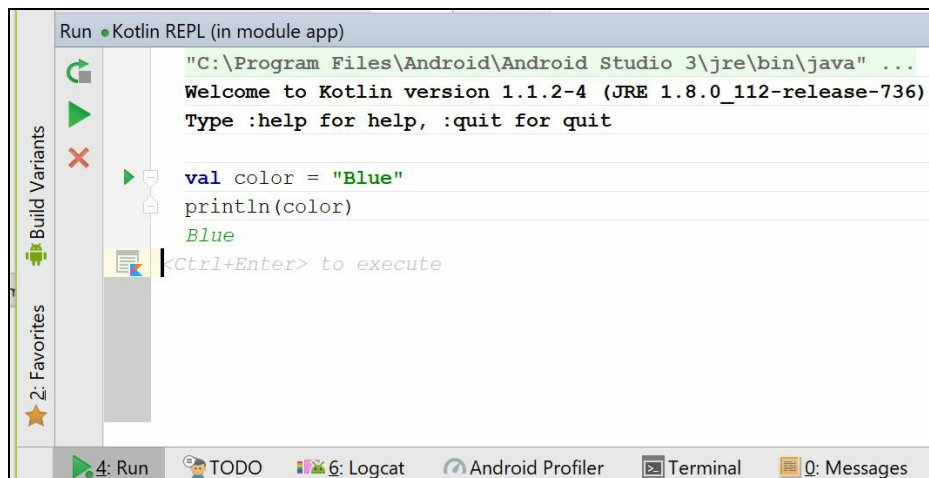 Run Kotlin REPL (in module app)
"C:\Program Files\Android\Android Studio 3\jre\bin\java" ...
Welcome to Kotlin version 1.1.2-4 (JRE 1.8.0_112-release-736)
Type :help for help, :quit for quit
val color = "Blue"
println(color)
Blue
<Ctrl+Enter> to execute
Build Variants
2: Favorites
4: Run
TODO
6: Logcat
Android Profiler
Terminal
0: Messages